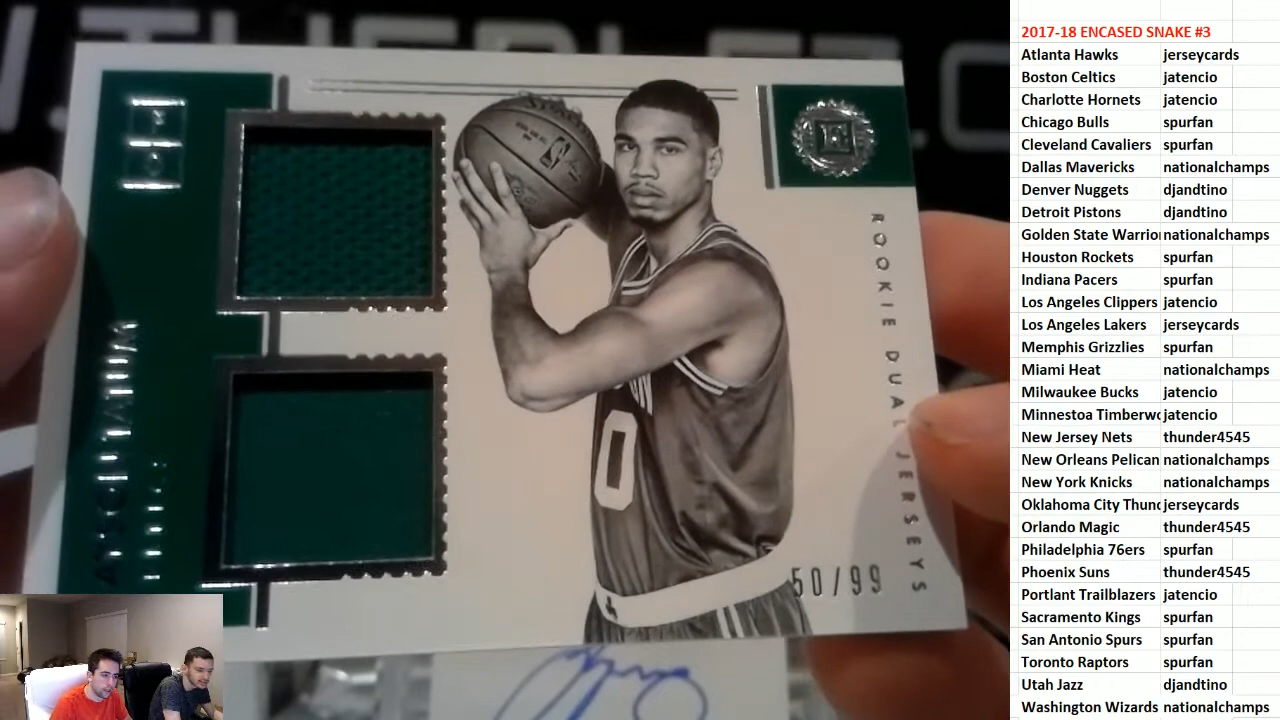 2017-18 ENCASED SNAKE #3
Atlanta Hawks jerseycards
Boston Celtics jatencio
Charlotte Hornets jatencio
Chicago Bulls spurfan
Cleveland Cavaliers spurfan
Dallas Mavericks nationalchamps
Denver Nuggets djandtino
Detroit Pistons djandtino
Golden State Warrior nationalchamps
Houston Rockets spurfan
Indiana Pacers spurfan
Los Angeles Clippers jatencio
Los Angeles Lakers jerseycards
Memphis Grizzlies spurfan
Miami Heat nationalchamps
Milwaukee Bucks jatencio
Minnestoa Timberwo jatencio
New Jersey Nets thunder4545
New Orleans Pelican nationalchamps
New York Knicks nationalchamps
Oklahoma City Thund jerseycards
Orlando Magic thunder4545
Philadelphia 76ers spurfan
Phoenix Suns thunder4545
Portlant Trailblazers jatencio
Sacramento Kings spurfan
San Antonio Spurs spurfan
Toronto Raptors spurfan
Utah Jazz djandtino
Washington Wizards nationalchamps
ROOKIE DUAL JERSEYS
50/99
0
E